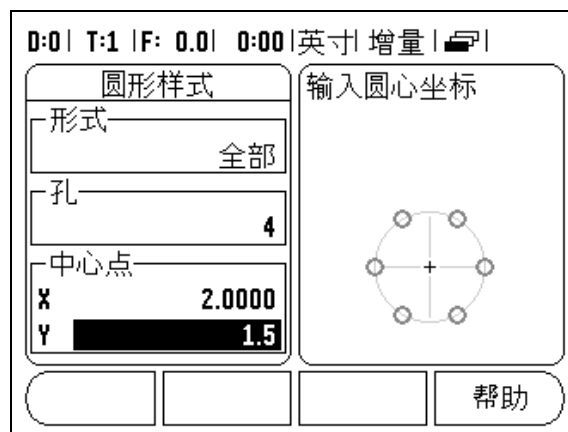 D:0 | T:1 | F: 0.0 | 0:00 | 英寸 | 增量 |
圆形样式
形式
全部
孔
4
中心点
X 2.0000
Y 1.5
输入圆心坐标
帮助